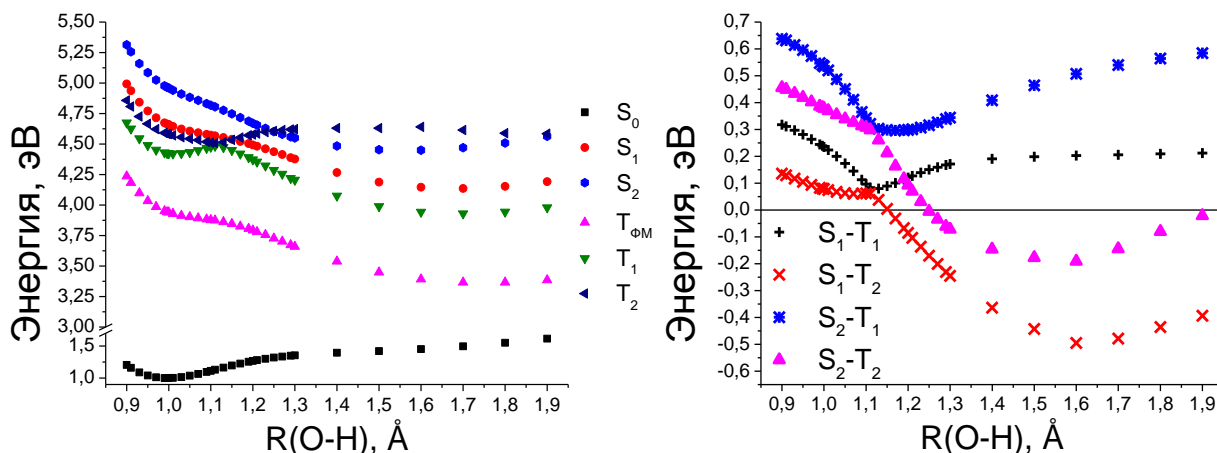 5,50
5,25
5,00
4,75
4,50
4,25
4,00
3,75
3,50
3,25
3,00
1,5
1,0
Энергия, эВ
0,9 1,0 1,1 1,2 1,3 1,4 1,5 1,6 1,7 1,8 1,9
R(O-H), Å
S₀
S₁
S₂
T_ФМ
T₁
T₂
0,7
0,6
0,5
0,4
0,3
0,2
0,1
0,0
-0,1
-0,2
-0,3
-0,4
-0,5
-0,6
Энергия, эВ
S₁-T₁
S₁-T₂
S₂-T₁
S₂-T₂
0,9 1,0 1,1 1,2 1,3 1,4 1,5 1,6 1,7 1,8 1,9
R(O-H), Å